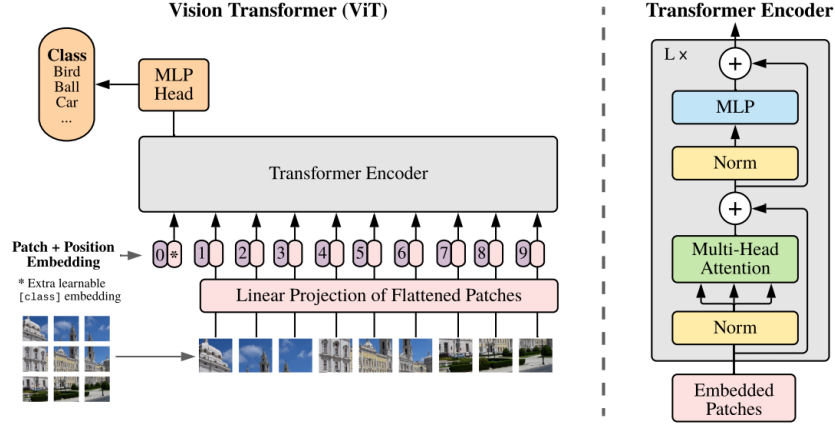 Vision Transformer (ViT)
Class
Bird
Ball
Car
...
MLP
Head
Transformer Encoder
Patch + Position
Embedding
0 *
1
2
3
4
5
6
7
8
9
* Extra learnable
[class] embedding
Linear Projection of Flattened Patches
Transformer Encoder
L ×
+
MLP
Norm
+
Multi-Head
Attention
Norm
Embedded
Patches